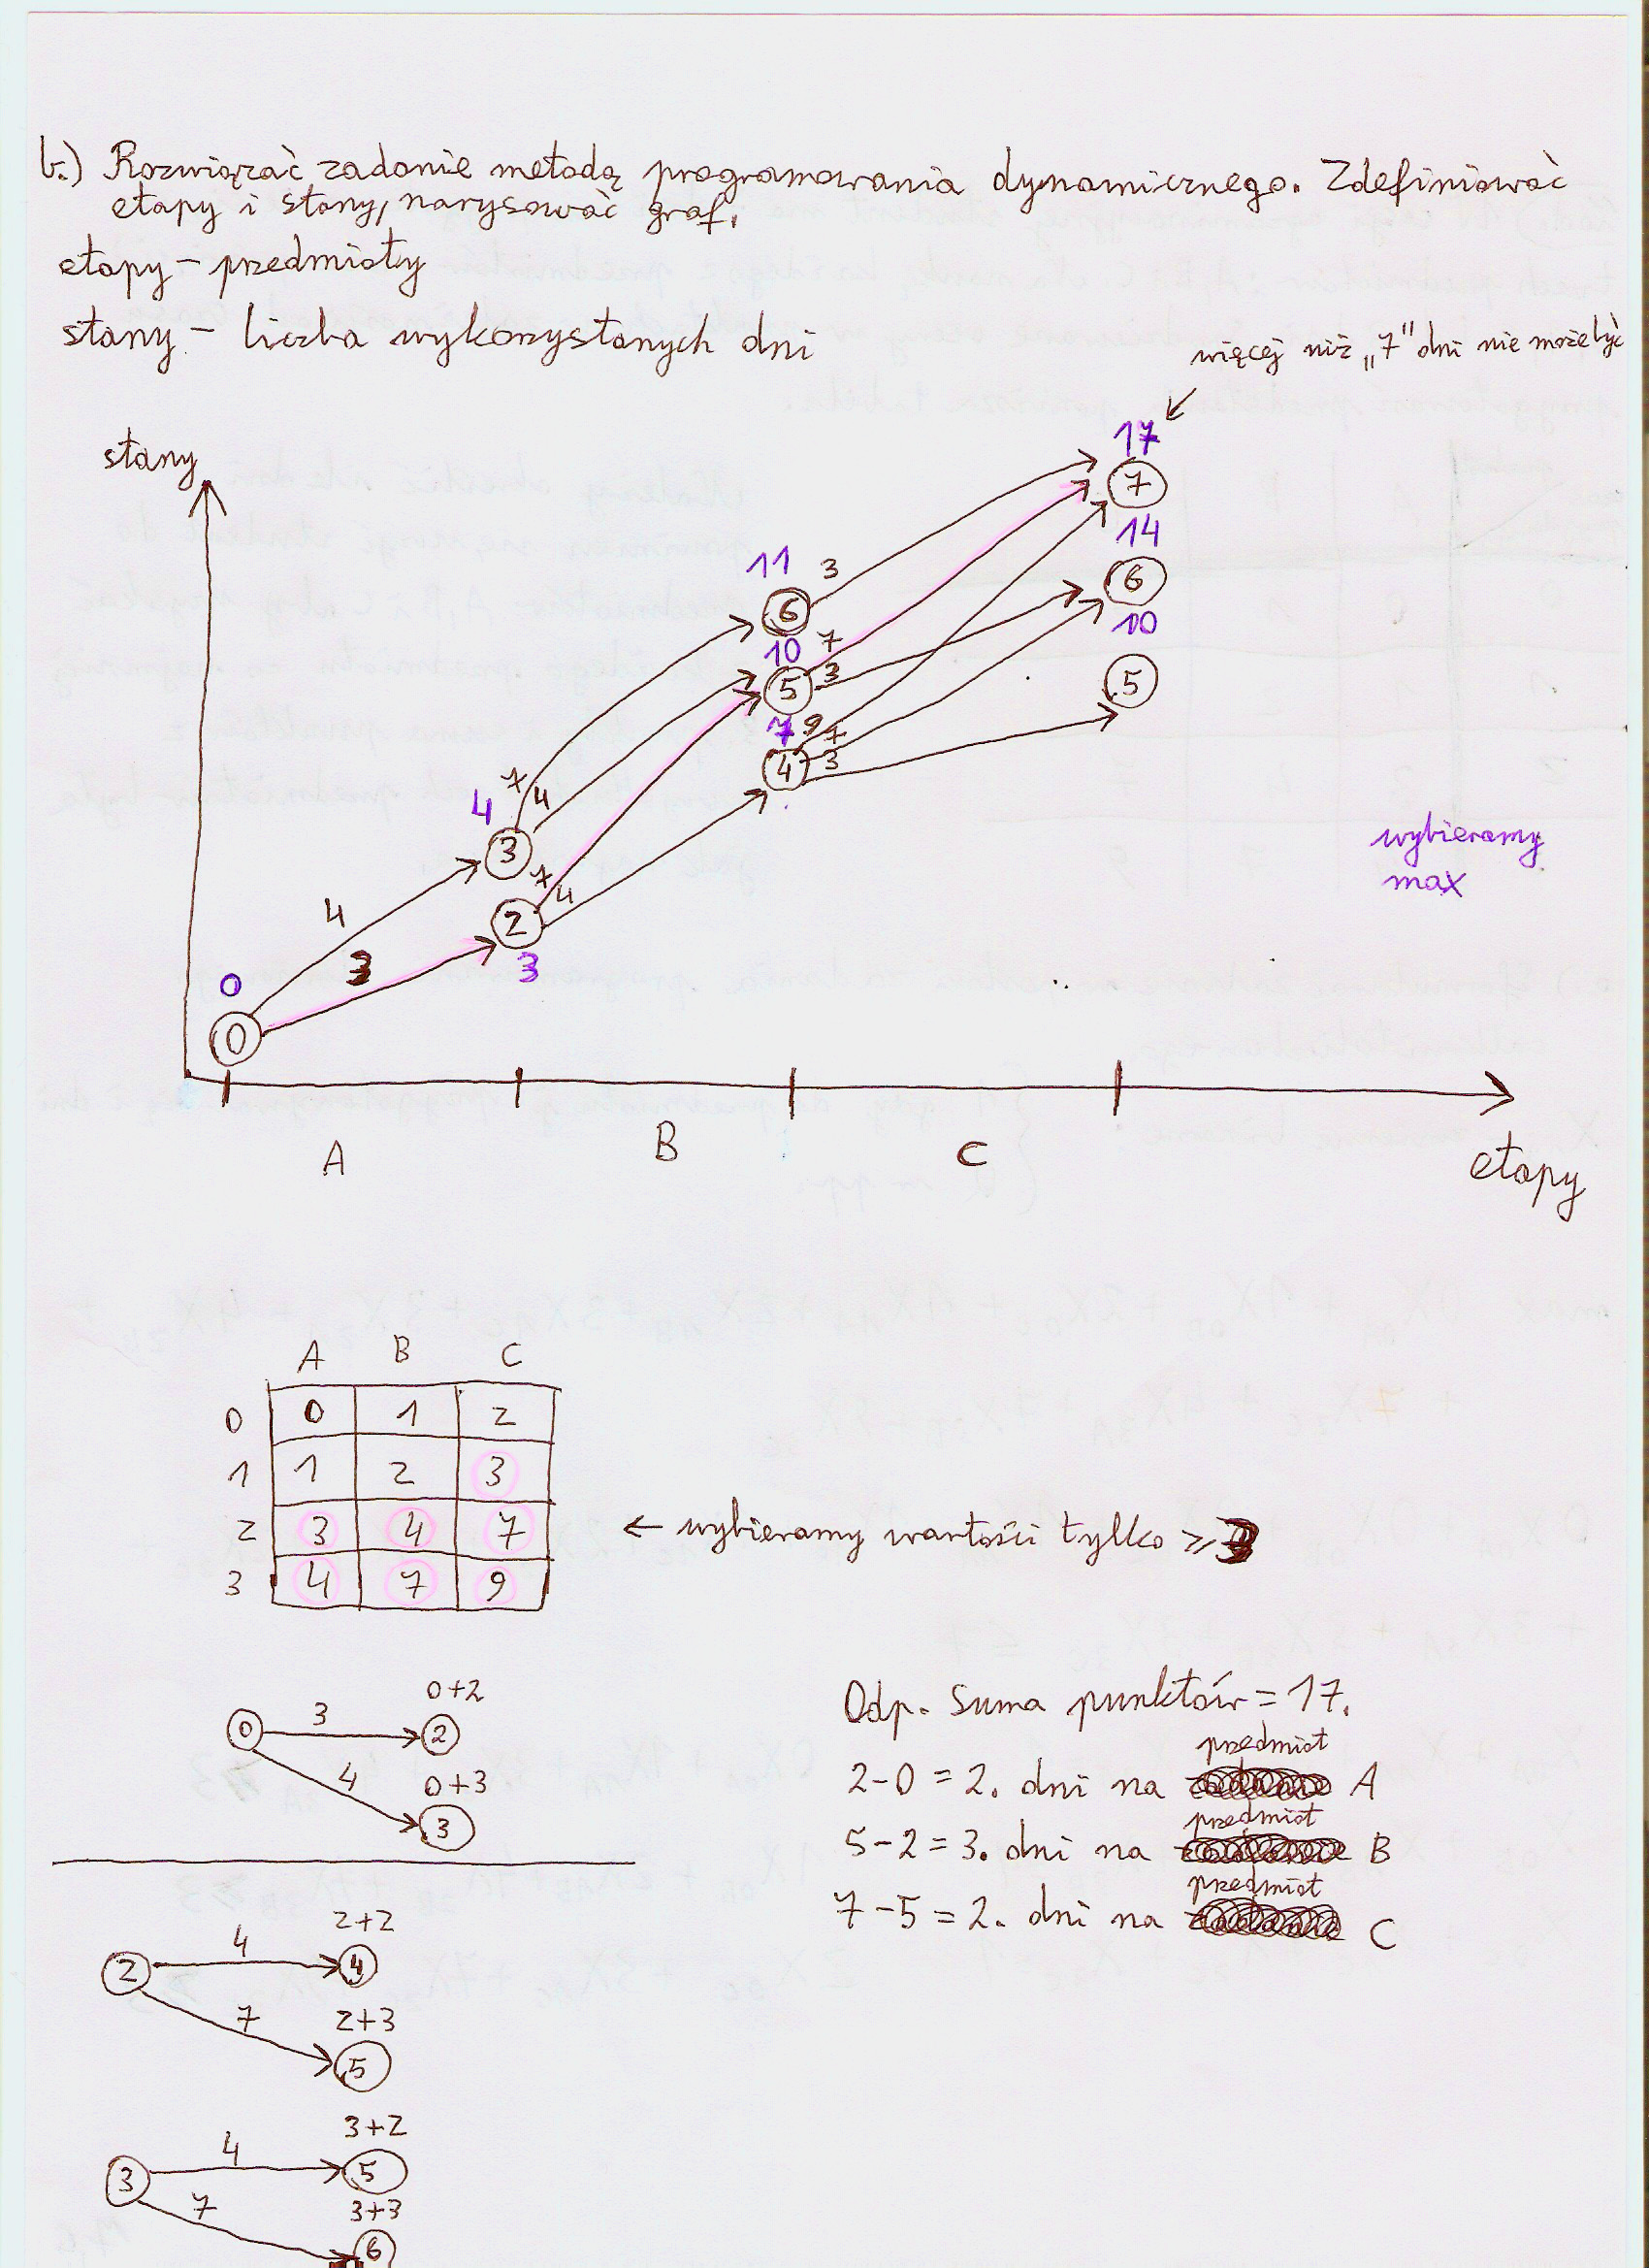 b.) Rozwiązać zadanie metodą programowania dynamicznego. Zdefiniować
etapy i stany, narysować graf.
etapy - przedmioty
stany - liczba wykorzystanych dni
więcej niż „7" dni nie może być
stany
17
7
14
6
10
5
11 3
6
10 7
5 3
7 9 7
4 3
4 7 4
3
7 4
2
3
4
3
0
0
wybieramy
max
A B C
etapy
A B C
0 0 1 2
1 1 2 3
2 3 4 7
3 4 7 9
← wybieramy wartości tylko ≥ 3
0+2
0 3 2
4 0+3
3
2+2
2 4 4
7 2+3
5
3+2
3 4 5
7 3+3
6
Odp. Suma punktów = 17.
przedmiot
2-0 = 2. dni na A
przedmiot
5-2 = 3. dni na B
przedmiot
7-5 = 2. dni na C